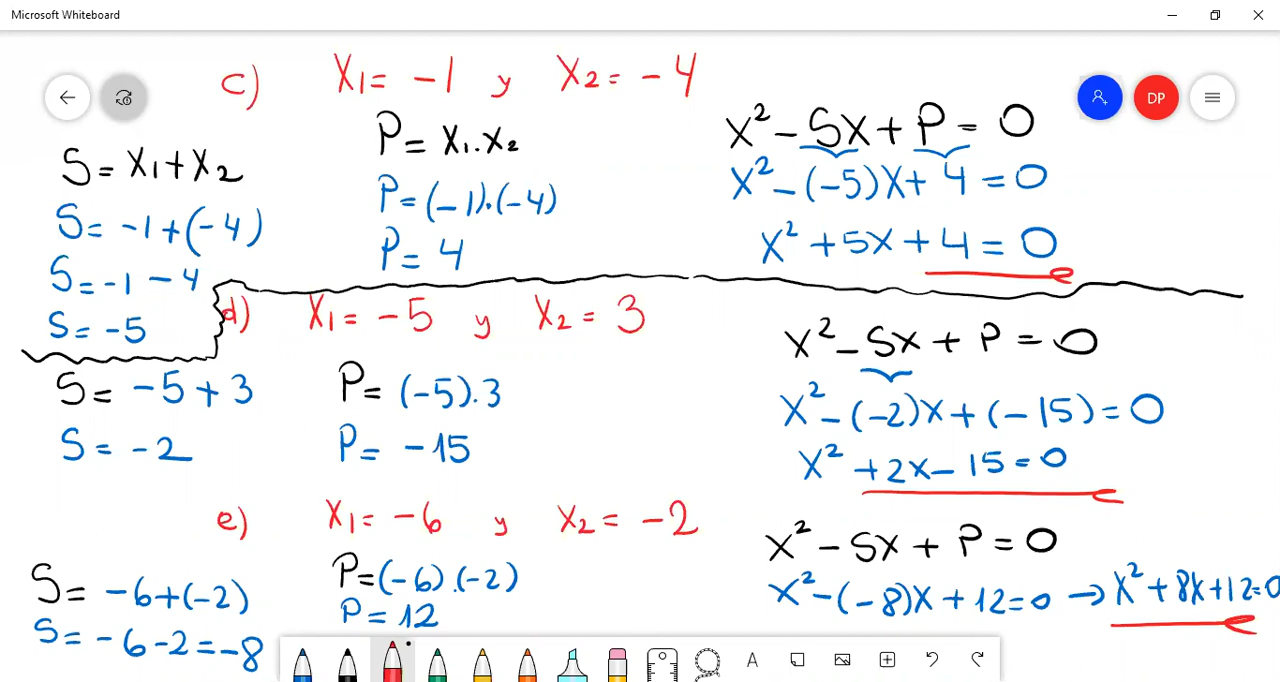 Microsoft Whiteboard
DP
c) X1 = -1 y X2 = -4
S = X1 + X2
S = -1 + (-4)
S = -1 - 4
S = -5
P = X1 . X2
P = (-1).(-4)
P = 4
X² - SX + P = 0
X² - (-5)X + 4 = 0
X² + 5X + 4 = 0
d) X1 = -5 y X2 = 3
S = -5 + 3
S = -2
P = (-5).3
P = -15
X² - SX + P = 0
X² - (-2)X + (-15) = 0
X² + 2X - 15 = 0
e) X1 = -6 y X2 = -2
S = -6 + (-2)
S = -6 - 2 = -8
P = (-6).(-2)
P = 12
X² - SX + P = 0
X² - (-8)X + 12 = 0 → X² + 8X + 12 = 0
A